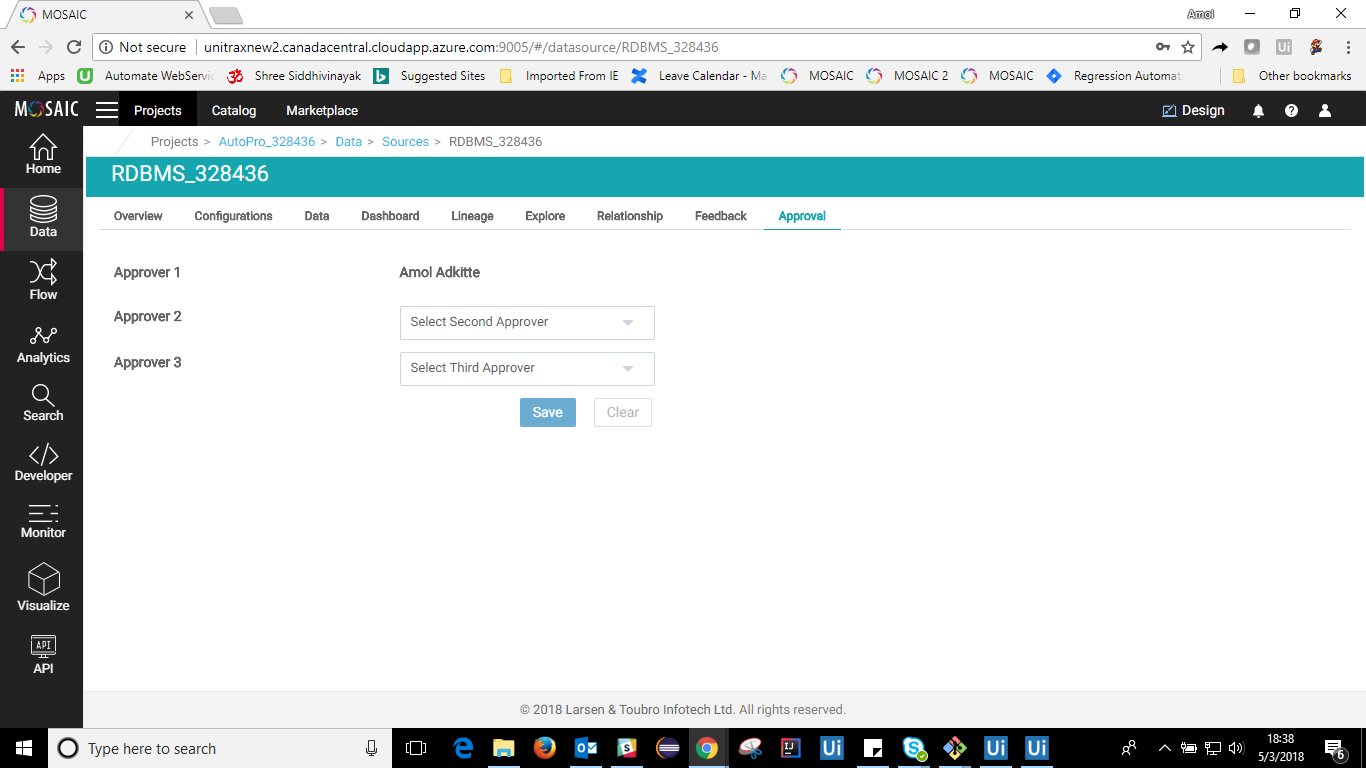 MOSAIC
Amol
Not secure unitraxnew2.canadacentral.cloudapp.azure.com:9005/#/datasource/RDBMS_328436
Apps Automate WebServic Shree Siddhivinayak Suggested Sites Imported From IE Leave Calendar - Ma MOSAIC MOSAIC 2 MOSAIC Regression Automat Other bookmarks
MOSAIC Projects Catalog Marketplace Design
Projects > AutoPro_328436 > Data > Sources > RDBMS_328436
RDBMS_328436
Overview Configurations Data Dashboard Lineage Explore Relationship Feedback Approval
Home
Data
Flow
Analytics
Search
Developer
Monitor
Visualize
API
API
Approver 1 Amol Adkitte
Approver 2 Select Second Approver
Approver 3 Select Third Approver
Save Clear
© 2018 Larsen & Toubro Infotech Ltd. All rights reserved.
Type here to search
18:38
5/3/2018
6